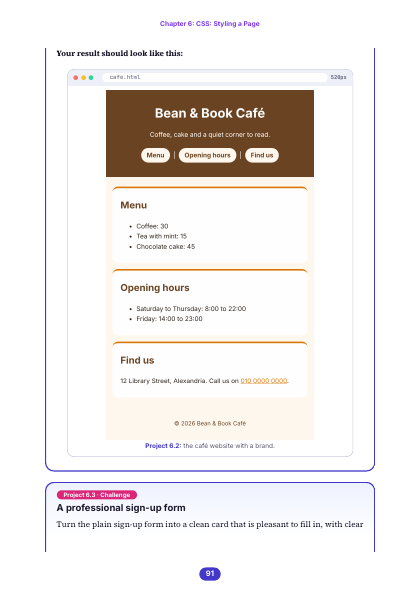 Chapter 6: CSS: Styling a Page
Your result should look like this:
cafe.html
520px
Bean & Book Café
Coffee, cake and a quiet corner to read.
Menu | Opening hours | Find us
Menu
• Coffee: 30
• Tea with mint: 15
• Chocolate cake: 45
Opening hours
• Saturday to Thursday: 8:00 to 22:00
• Friday: 14:00 to 23:00
Find us
12 Library Street, Alexandria. Call us on 010 0000 0000.
© 2026 Bean & Book Café
Project 6.2: the café website with a brand.
Project 6.3 · Challenge
A professional sign-up form
Turn the plain sign-up form into a clean card that is pleasant to fill in, with clear
91